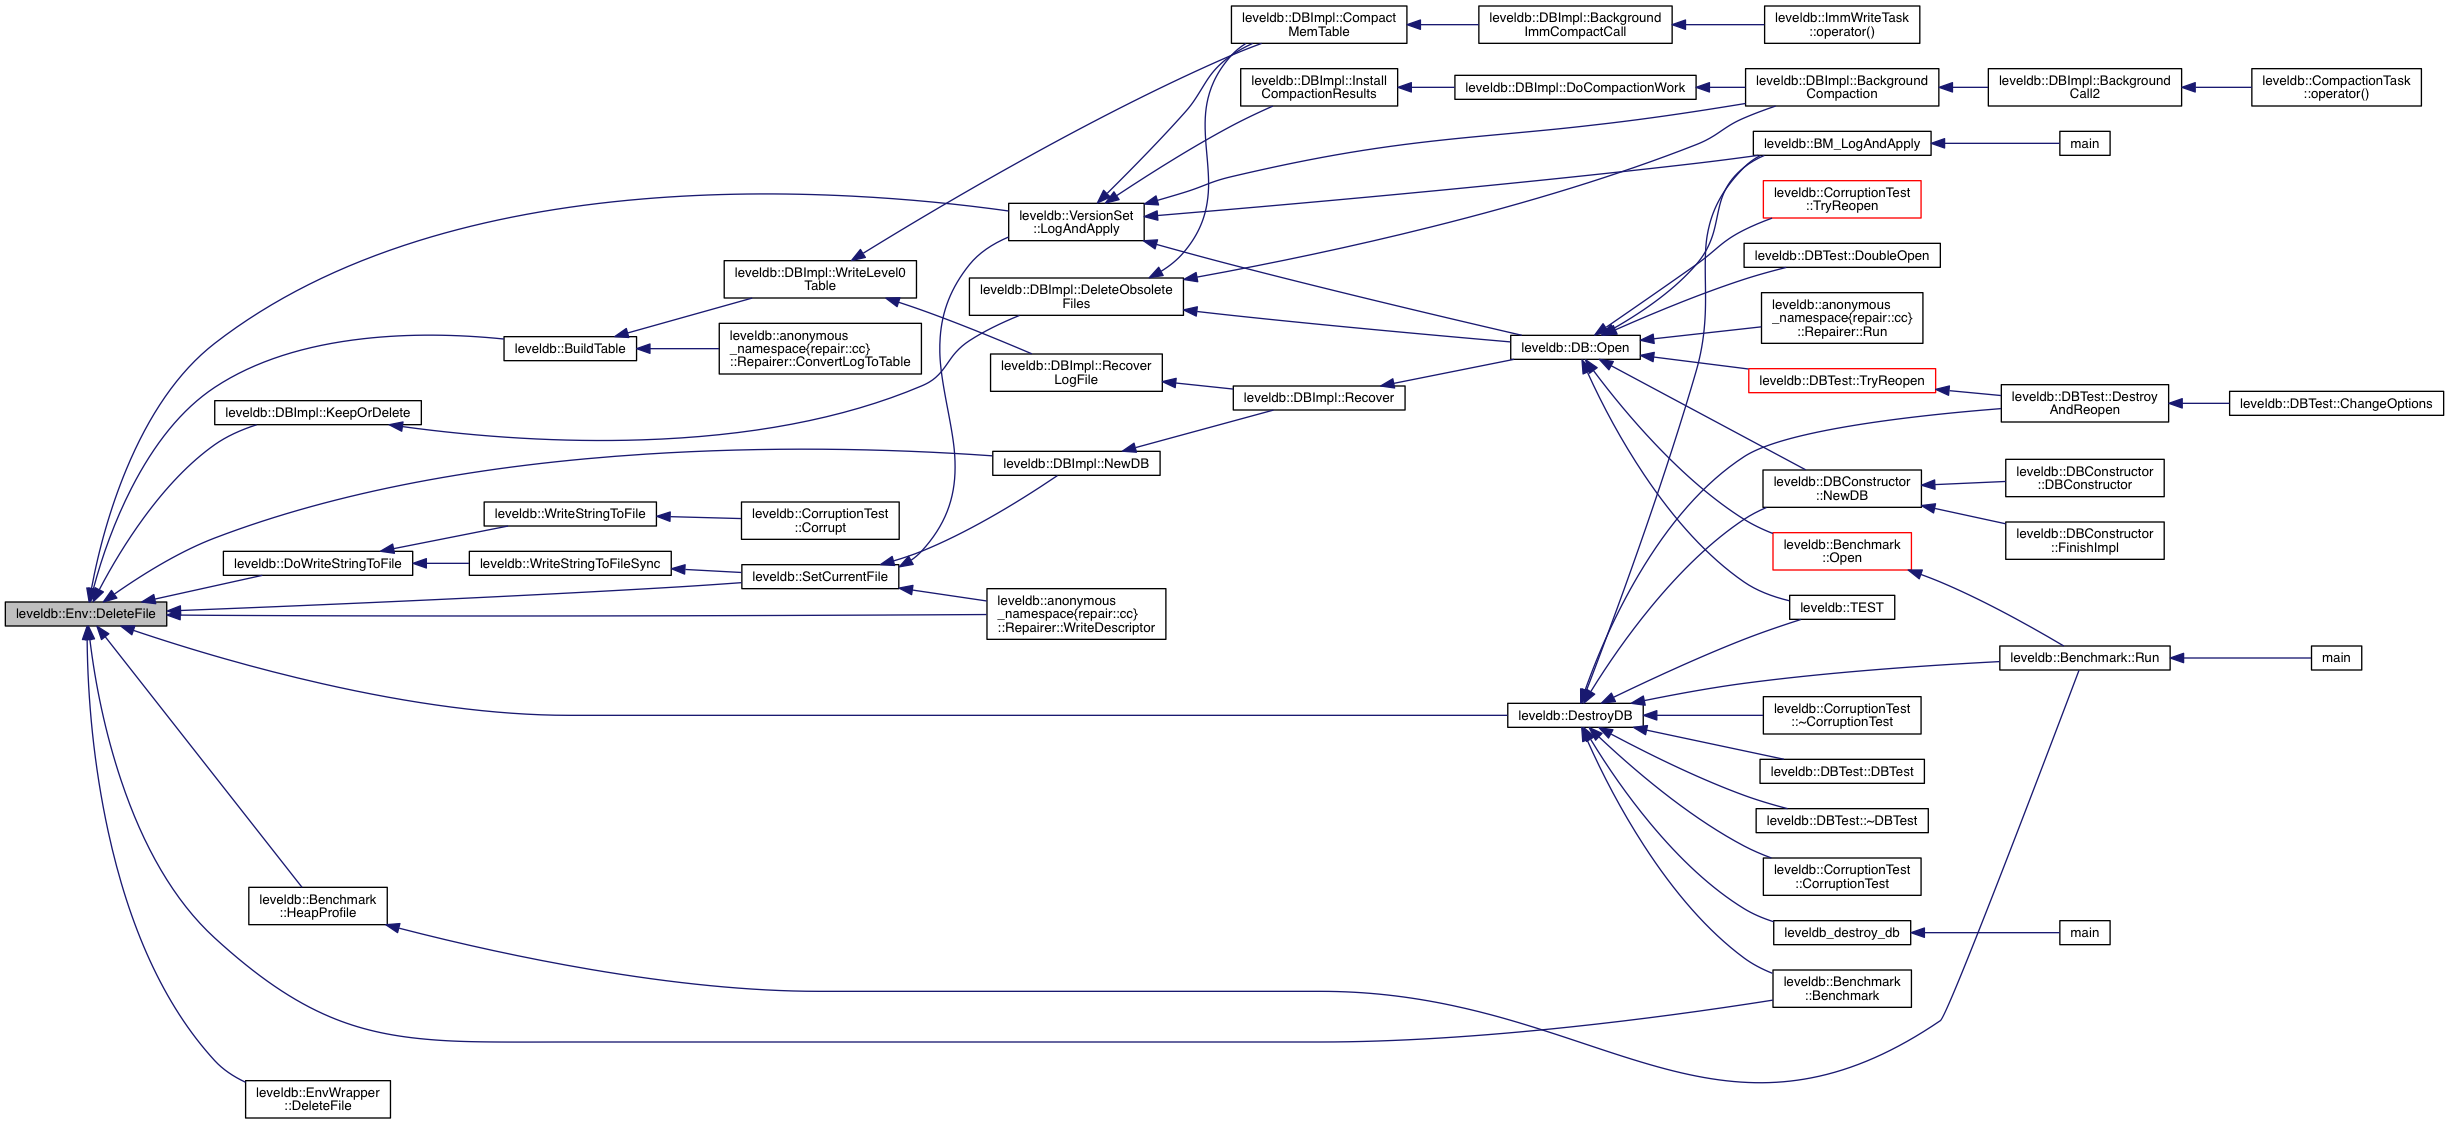 leveldb::DBImpl::Compact
MemTable
leveldb::DBImpl::Background
ImmCompactCall
leveldb::ImmWriteTask
::operator()
leveldb::DBImpl::Install
CompactionResults
leveldb::DBImpl::DoCompactionWork
leveldb::DBImpl::Background
Compaction
leveldb::DBImpl::Background
Call2
leveldb::CompactionTask
::operator()
leveldb::BM_LogAndApply
main
leveldb::CorruptionTest
::TryReopen
leveldb::VersionSet
::LogAndApply
leveldb::DBTest::DoubleOpen
leveldb::DBImpl::WriteLevel0
Table
leveldb::DBImpl::DeleteObsolete
Files
leveldb::anonymous
_namespace{repair::cc}
::Repairer::Run
leveldb::BuildTable
leveldb::anonymous
_namespace{repair::cc}
::Repairer::ConvertLogToTable
leveldb::DB::Open
leveldb::DBImpl::Recover
LogFile
leveldb::DBTest::TryReopen
leveldb::DBImpl::Recover
leveldb::DBTest::Destroy
AndReopen
leveldb::DBTest::ChangeOptions
leveldb::DBImpl::KeepOrDelete
leveldb::DBImpl::NewDB
leveldb::DBConstructor
::NewDB
leveldb::DBConstructor
::DBConstructor
leveldb::WriteStringToFile
leveldb::CorruptionTest
::Corrupt
leveldb::DBConstructor
::FinishImpl
leveldb::Benchmark
::Open
leveldb::DoWriteStringToFile
leveldb::WriteStringToFileSync
leveldb::SetCurrentFile
leveldb::Env::DeleteFile
leveldb::anonymous
_namespace{repair::cc}
::Repairer::WriteDescriptor
leveldb::TEST
leveldb::Benchmark::Run
main
leveldb::DestroyDB
leveldb::CorruptionTest
::~CorruptionTest
leveldb::DBTest::DBTest
leveldb::DBTest::~DBTest
leveldb::CorruptionTest
::CorruptionTest
leveldb::Benchmark
::HeapProfile
leveldb_destroy_db
main
leveldb::Benchmark
::Benchmark
leveldb::EnvWrapper
::DeleteFile